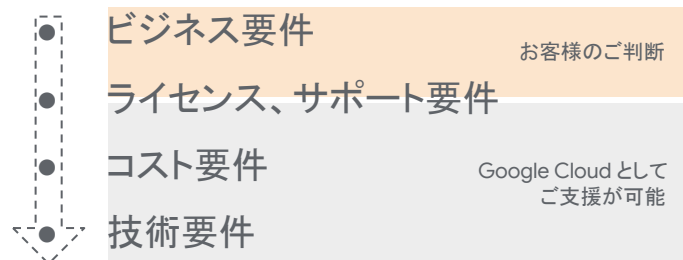 ビジネス要件
お客様のご判断
ライセンス、サポート要件
コスト要件
Google Cloud として
ご支援が可能
技術要件